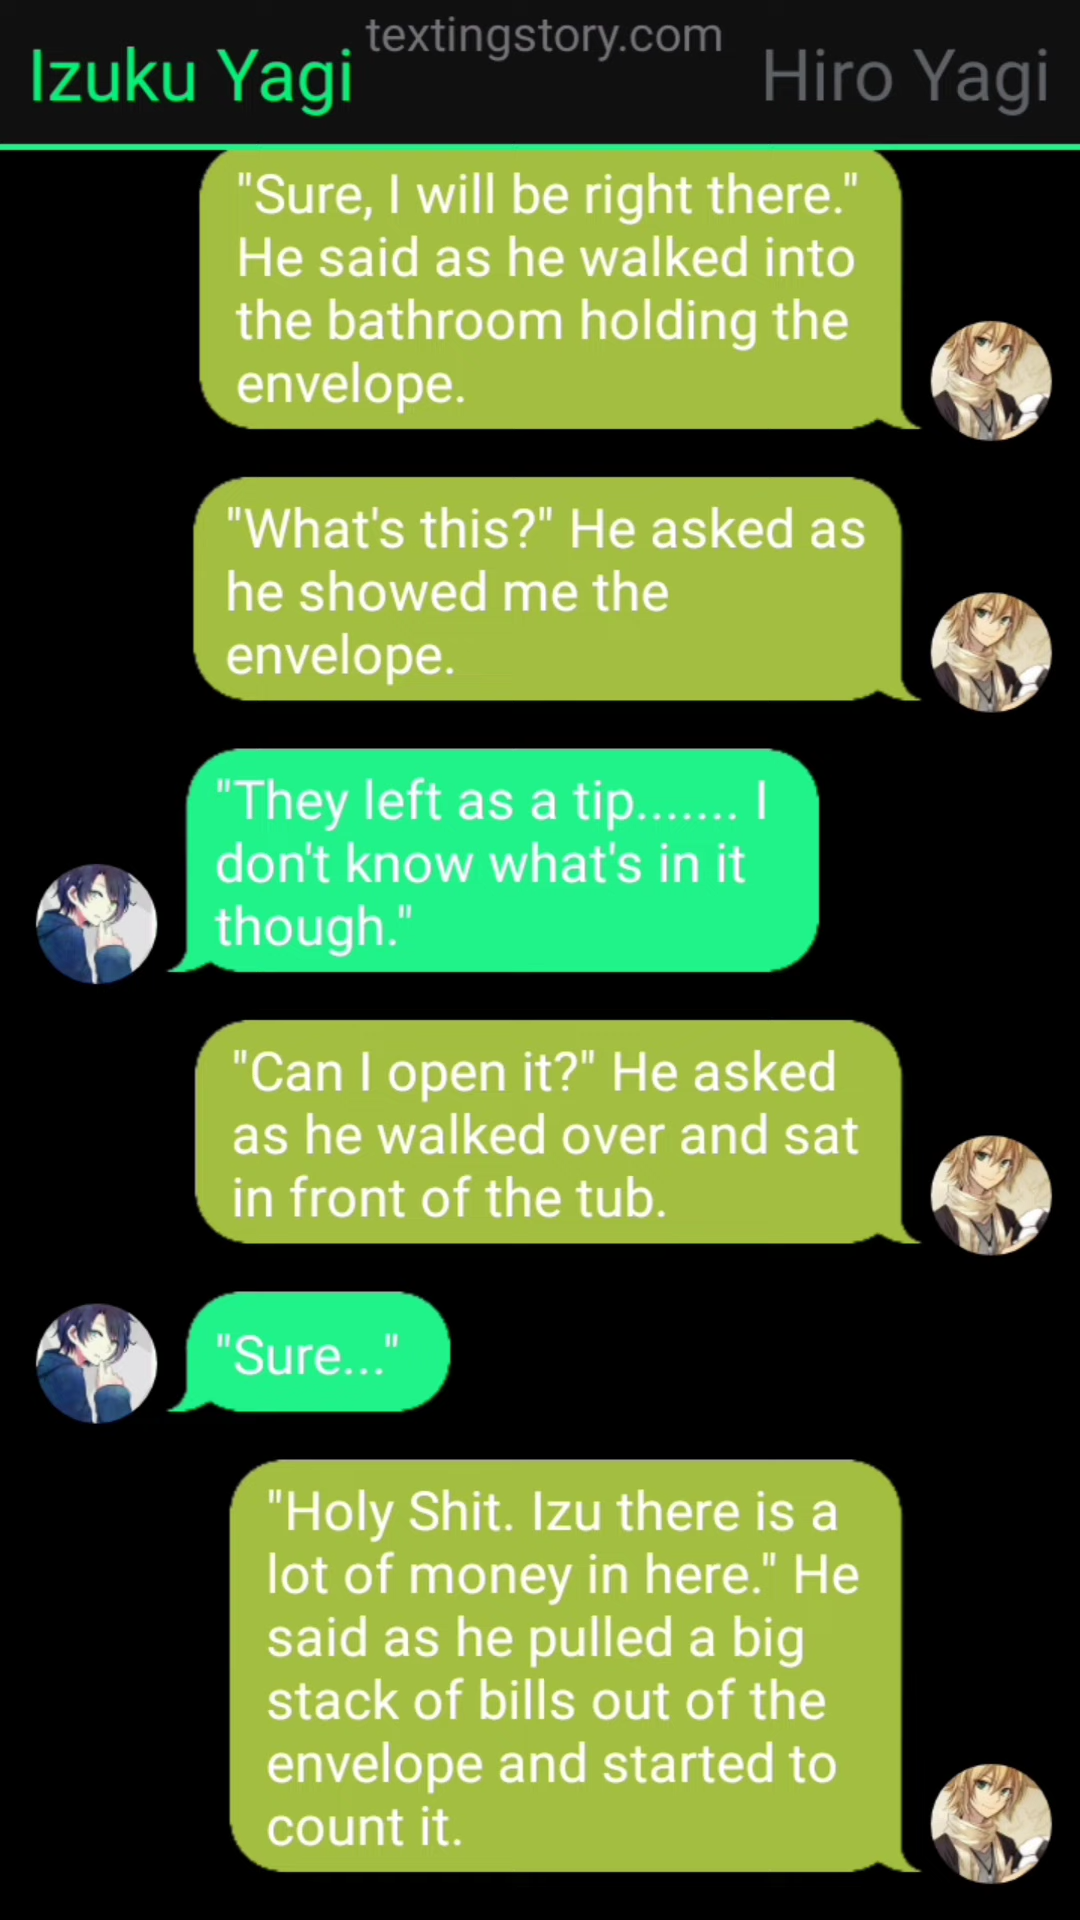 textingstory.com
Izuku Yagi
Hiro Yagi
"Sure, I will be right there."
He said as he walked into
the bathroom holding the
envelope.
"What's this?" He asked as
he showed me the
envelope.
"They left as a tip....... I
don't know what's in it
though."
"Can I open it?" He asked
as he walked over and sat
in front of the tub.
"Sure..."
"Holy Shit. Izu there is a
lot of money in here." He
said as he pulled a big
stack of bills out of the
envelope and started to
count it.